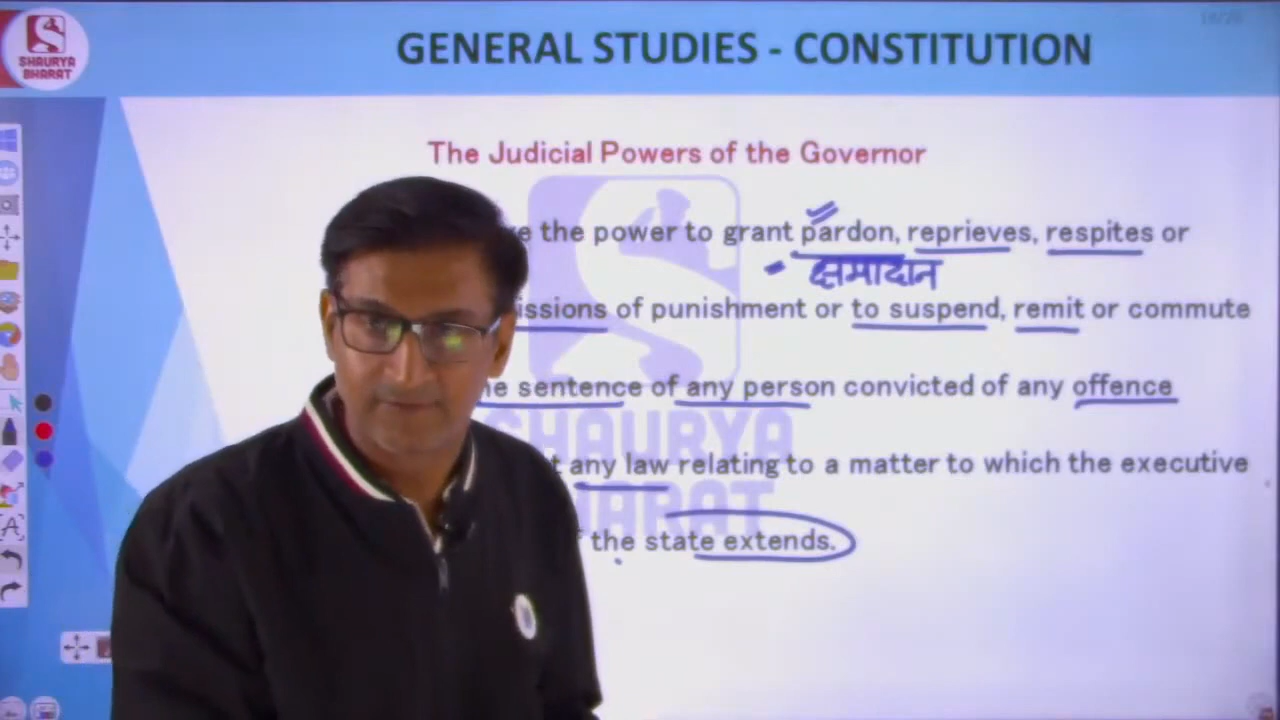 SHAURYA
BHARAT
GENERAL STUDIES - CONSTITUTION
The Judicial Powers of the Governor
the power to grant pardon, reprieves, respites or
क्षमादान
of punishment or to suspend, remit or commute
sentence of any person convicted of any offence
any law relating to a matter to which the executive
the state extends.
SHAURYA
BHARAT